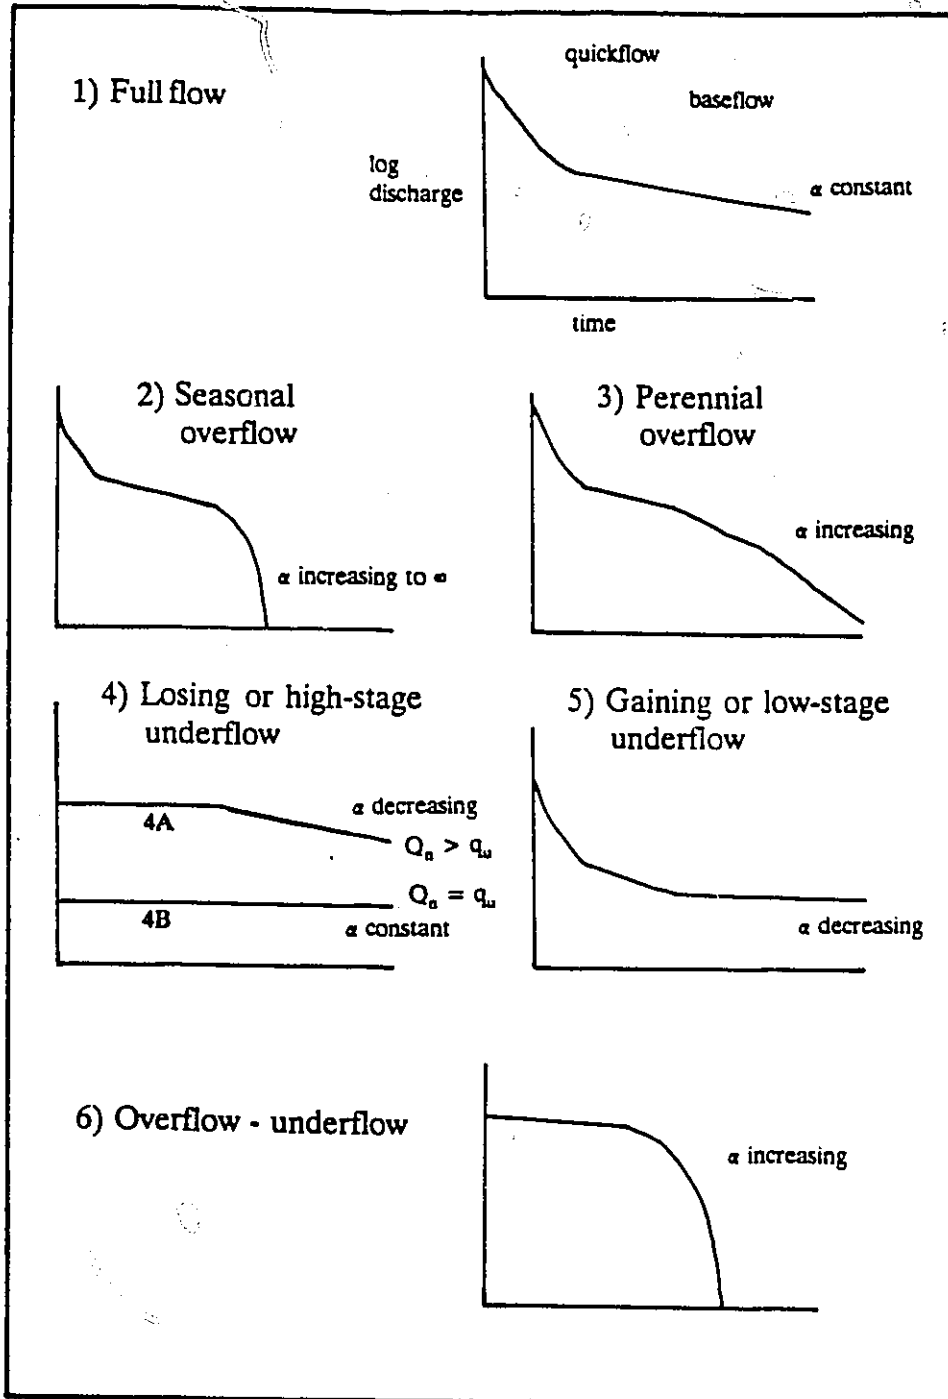 1) Full flow
quickflow
baseflow
log
discharge
α constant
time
2) Seasonal
overflow
α increasing to ∞
3) Perennial
overflow
α increasing
4) Losing or high-stage
underflow
4A
α decreasing
Qn > qu
4B
Qn = qu
α constant
5) Gaining or low-stage
underflow
α decreasing
6) Overflow - underflow
α increasing